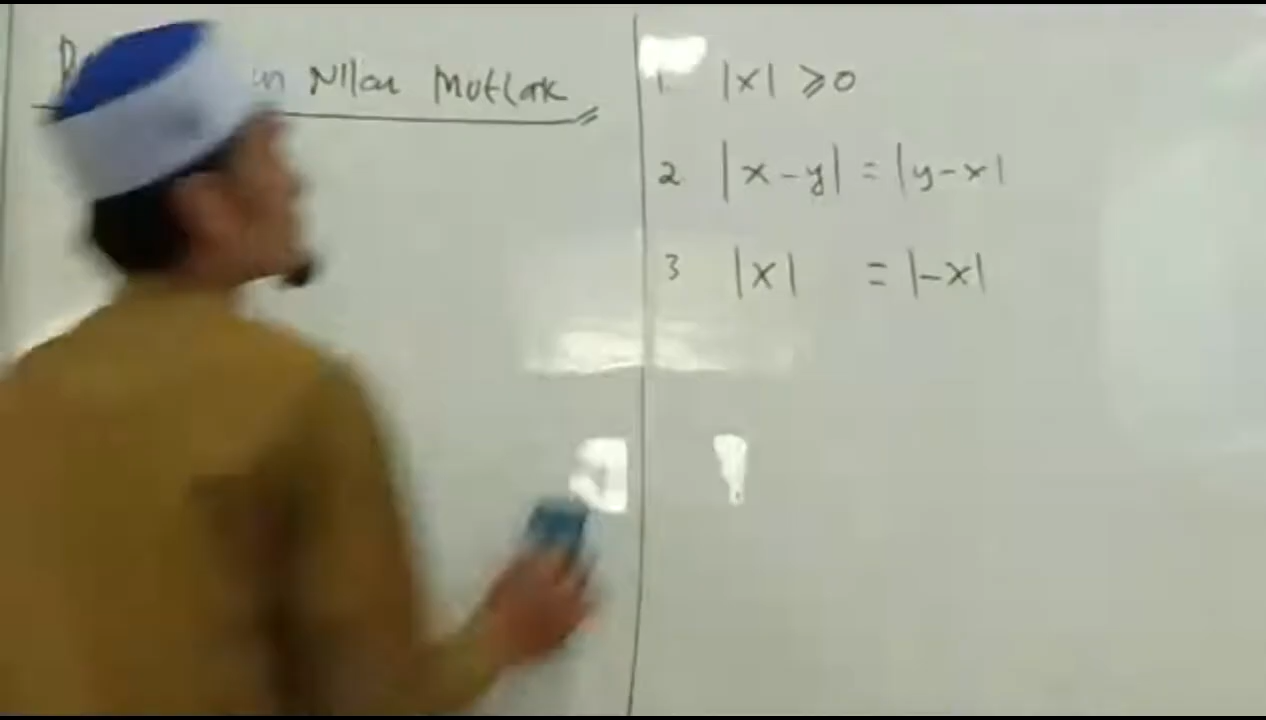 Nilai Mutlak
1. |x| ⩾ 0
2 |x - y| = |y - x|
3 |x| = |-x|